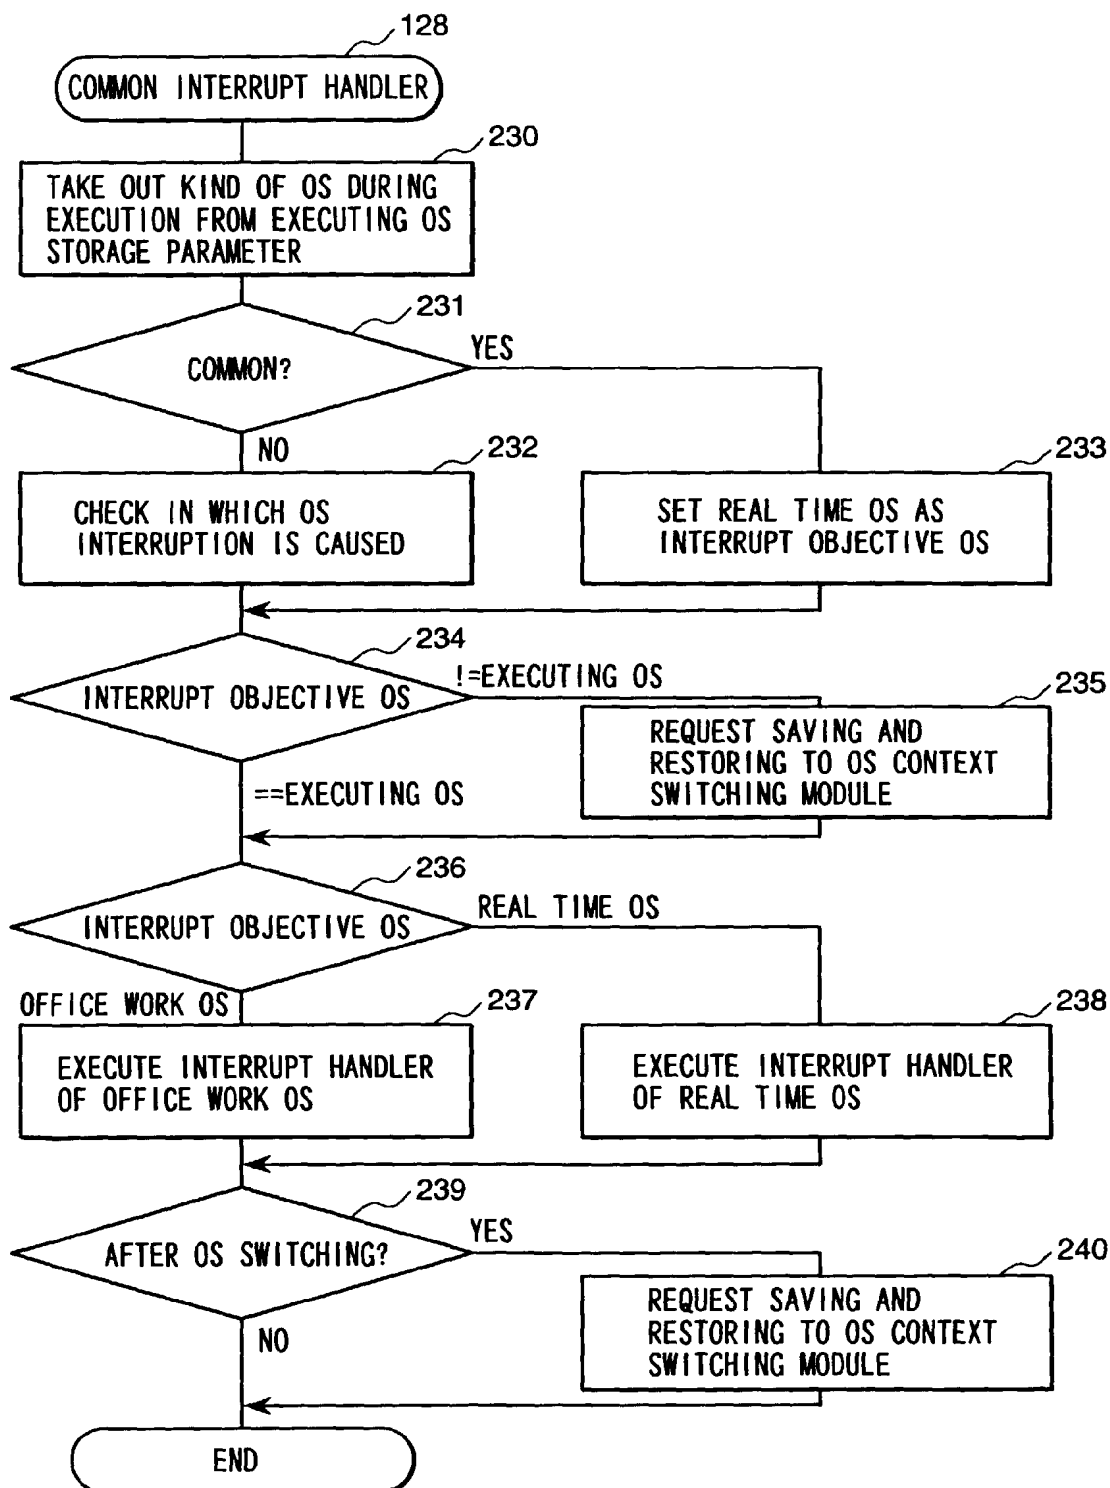 128
COMMON INTERRUPT HANDLER
230
TAKE OUT KIND OF OS DURING
EXECUTION FROM EXECUTING OS
STORAGE PARAMETER
231
COMMON?
YES
NO
232
CHECK IN WHICH OS
INTERRUPTION IS CAUSED
233
SET REAL TIME OS AS
INTERRUPT OBJECTIVE OS
234
INTERRUPT OBJECTIVE OS
!=EXECUTING OS
==EXECUTING OS
235
REQUEST SAVING AND
RESTORING TO OS CONTEXT
SWITCHING MODULE
236
INTERRUPT OBJECTIVE OS
REAL TIME OS
OFFICE WORK OS
237
EXECUTE INTERRUPT HANDLER
OF OFFICE WORK OS
238
EXECUTE INTERRUPT HANDLER
OF REAL TIME OS
239
AFTER OS SWITCHING?
YES
NO
240
REQUEST SAVING AND
RESTORING TO OS CONTEXT
SWITCHING MODULE
END